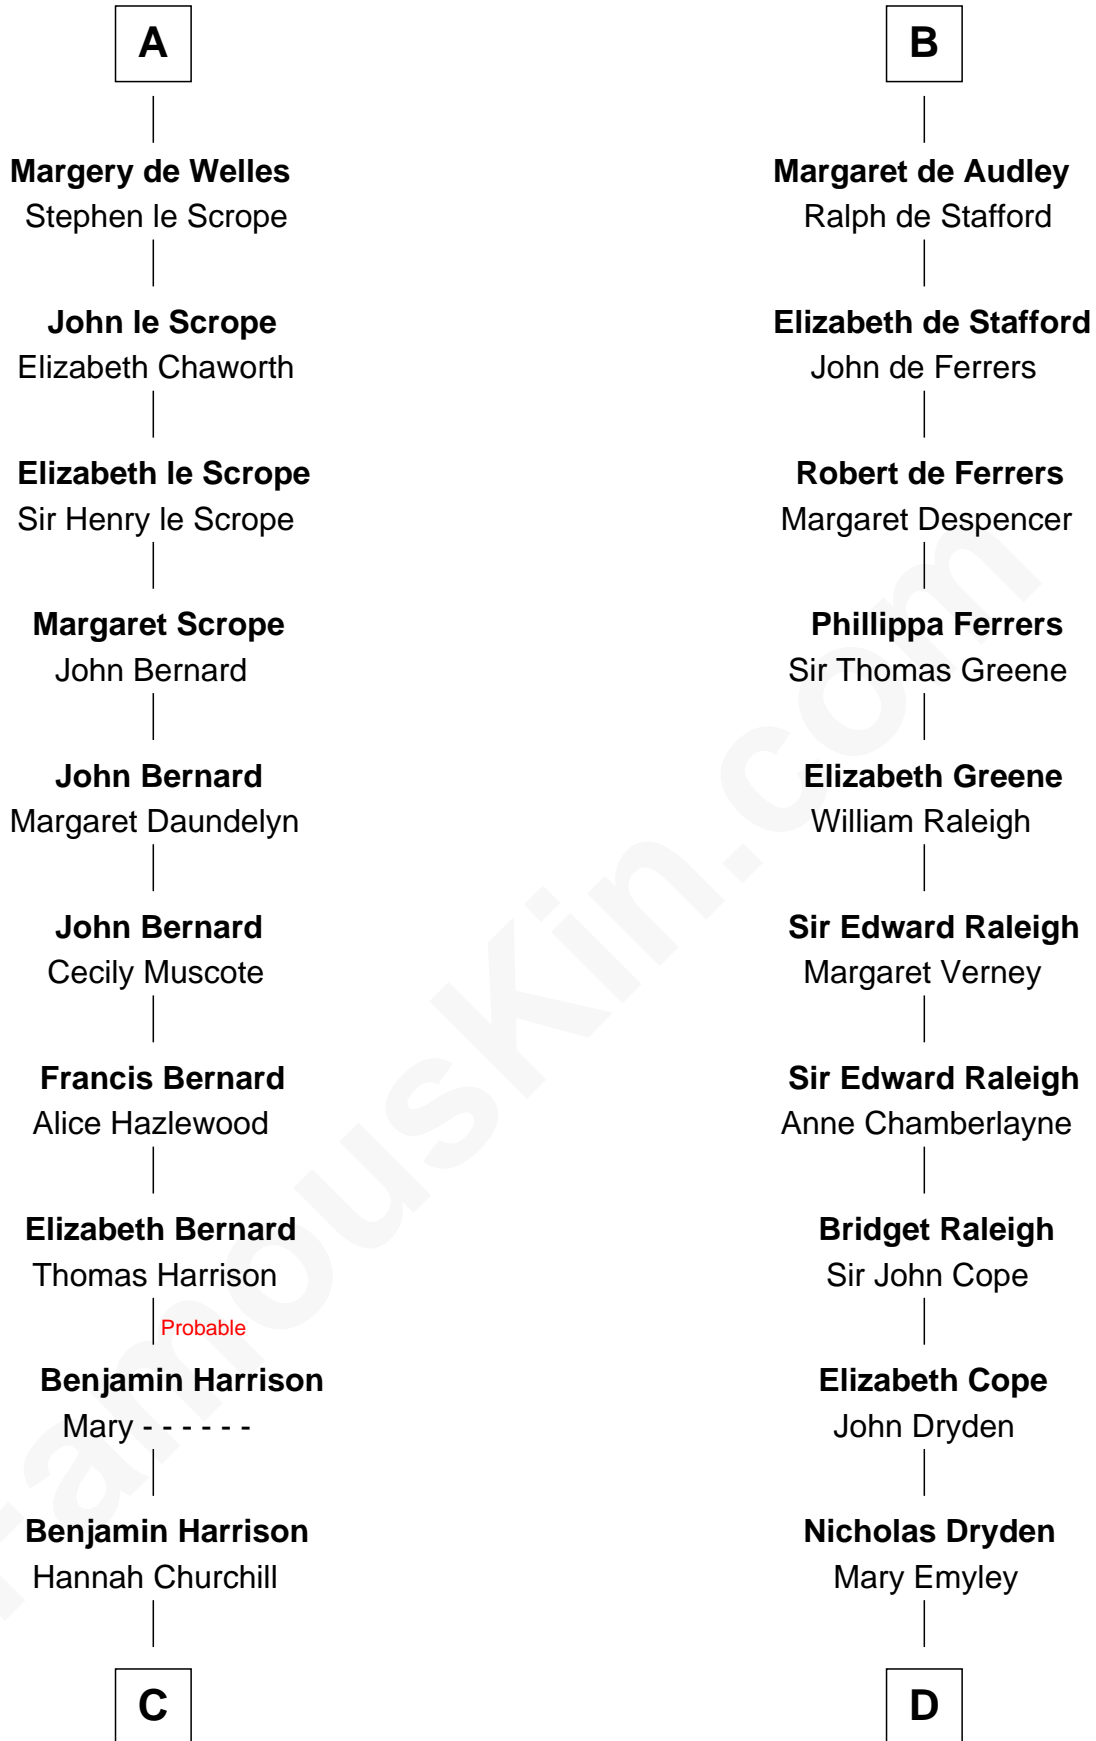 A
Margery de Welles
Stephen le Scrope
John le Scrope
Elizabeth Chaworth
Elizabeth le Scrope
Sir Henry le Scrope
Margaret Scrope
John Bernard
John Bernard
Margaret Daundelyn
John Bernard
Cecily Muscote
Francis Bernard
Alice Hazlewood
Elizabeth Bernard
Thomas Harrison
Probable
Benjamin Harrison
Mary - - - - - -
Benjamin Harrison
Hannah Churchill
C
B
Margaret de Audley
Ralph de Stafford
Elizabeth de Stafford
John de Ferrers
Robert de Ferrers
Margaret Despencer
Phillippa Ferrers
Sir Thomas Greene
Elizabeth Greene
William Raleigh
Sir Edward Raleigh
Margaret Verney
Sir Edward Raleigh
Anne Chamberlayne
Bridget Raleigh
Sir John Cope
Elizabeth Cope
John Dryden
Nicholas Dryden
Mary Emyley
D
FamousKin.com